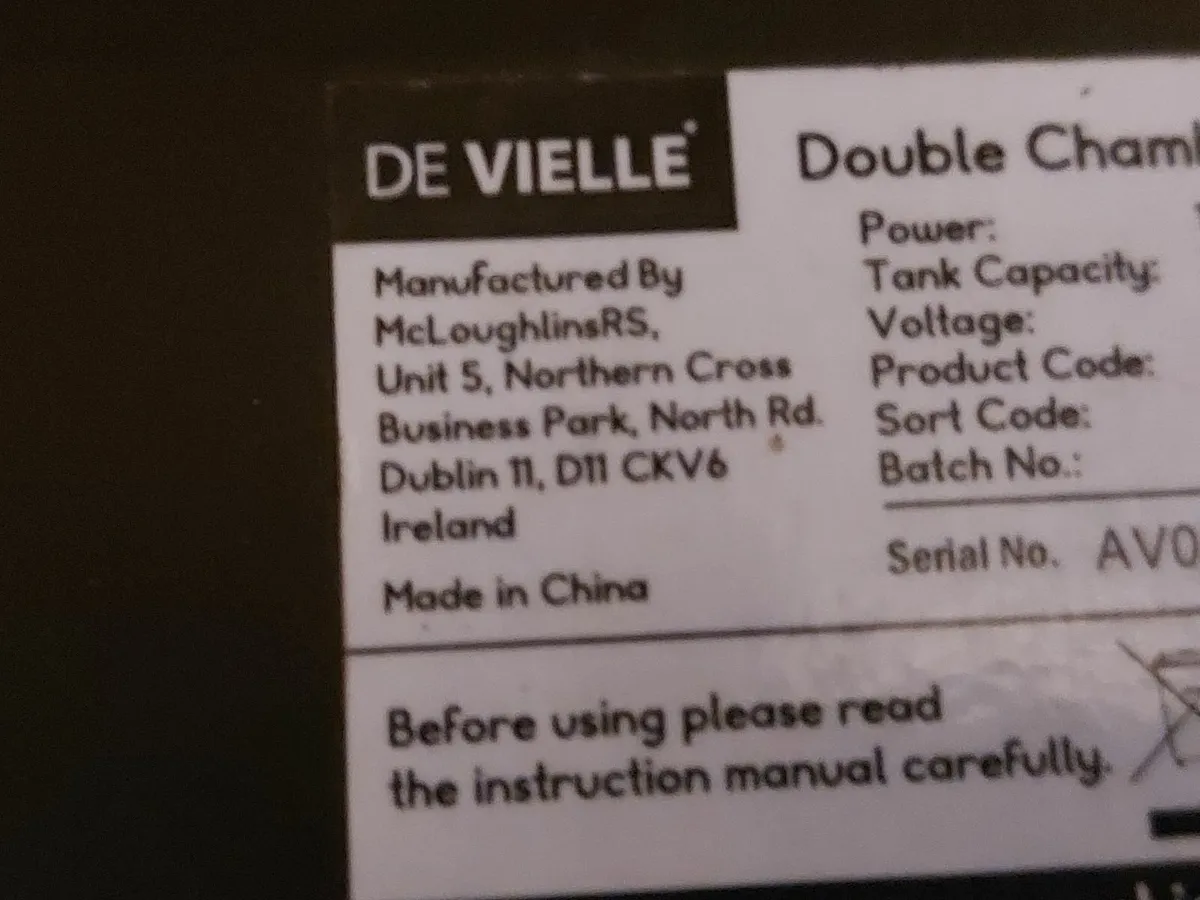 DE VIELLE
Manufactured By
McLoughlinsRS,
Unit 5, Northern Cross
Business Park, North Rd.
Dublin 11, D11 CKV6
Ireland
Made in China
Double
Power:
Tank Capacity:
Voltage:
Product Code:
Sort Code:
Batch No.:
Serial No. AV0
Before using please read
the instruction manual carefully.